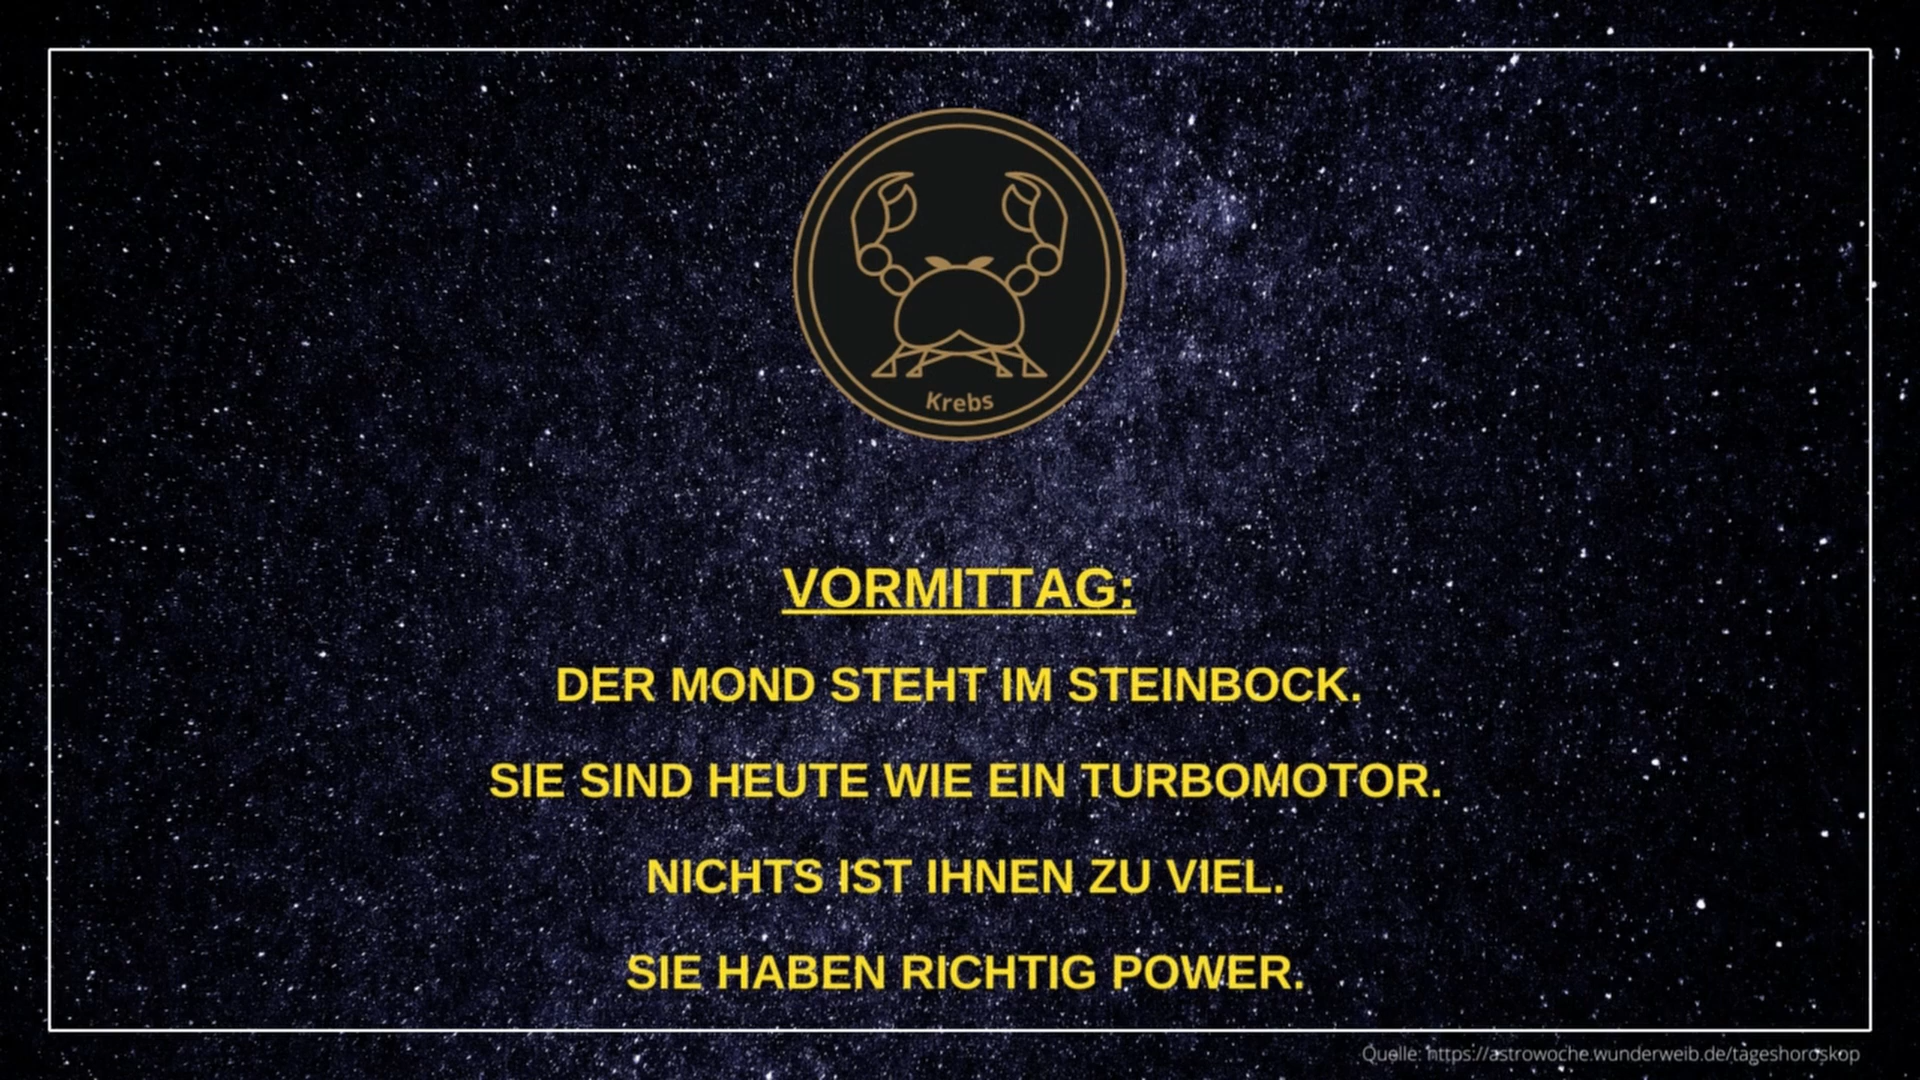 Krebs
VORMITTAG:
DER MOND STEHT IM STEINBOCK.
SIE SIND HEUTE WIE EIN TURBOMOTOR.
NICHTS IST IHNEN ZU VIEL.
SIE HABEN RICHTIG POWER.
Quelle: https://astrowoche.wunderweib.de/tageshoroskop